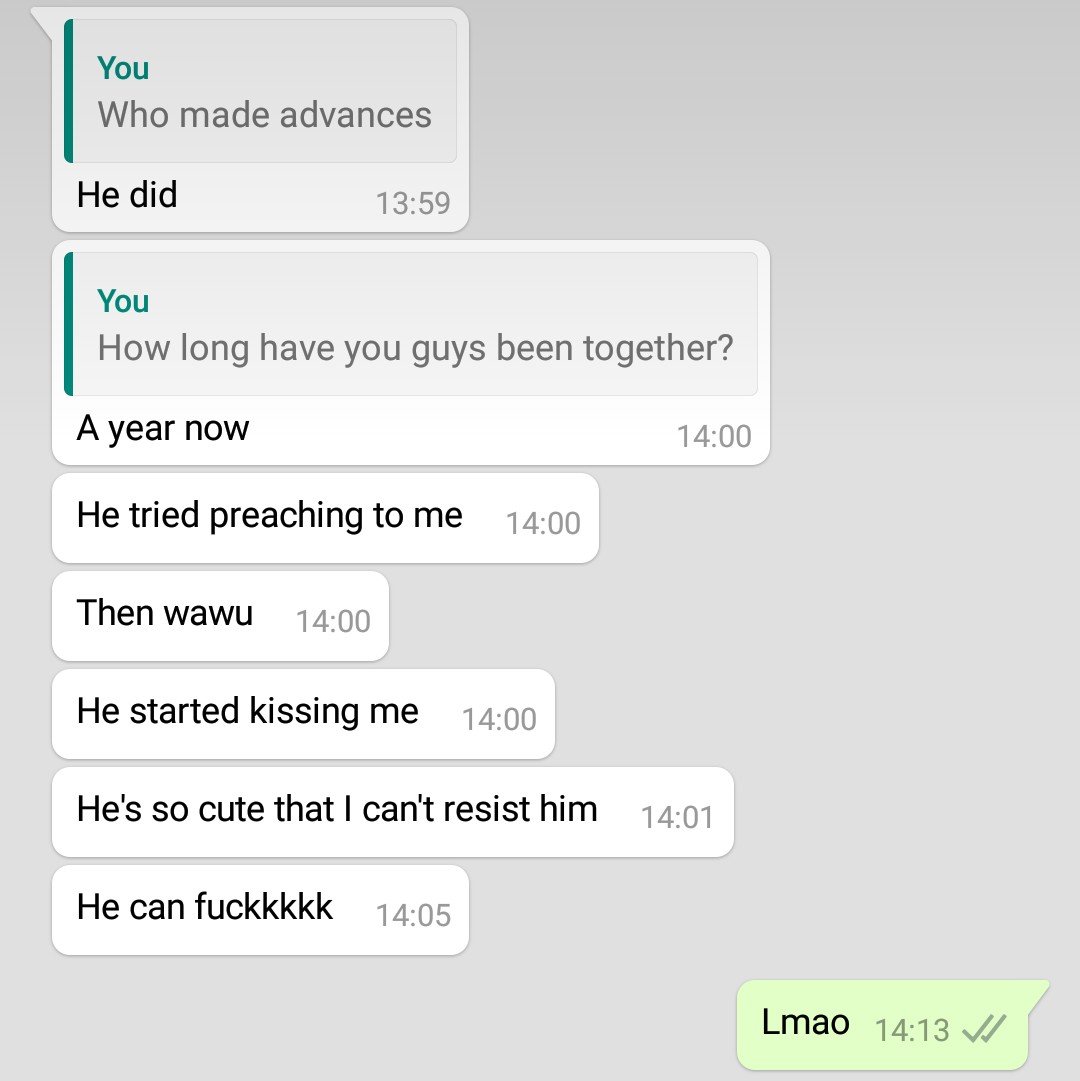 You
Who made advances
He did 13:59
You
How long have you guys been together?
A year now 14:00
He tried preaching to me 14:00
Then wawu 14:00
He started kissing me 14:00
He's so cute that I can't resist him 14:01
He can fuckkkkk 14:05
Lmao 14:13